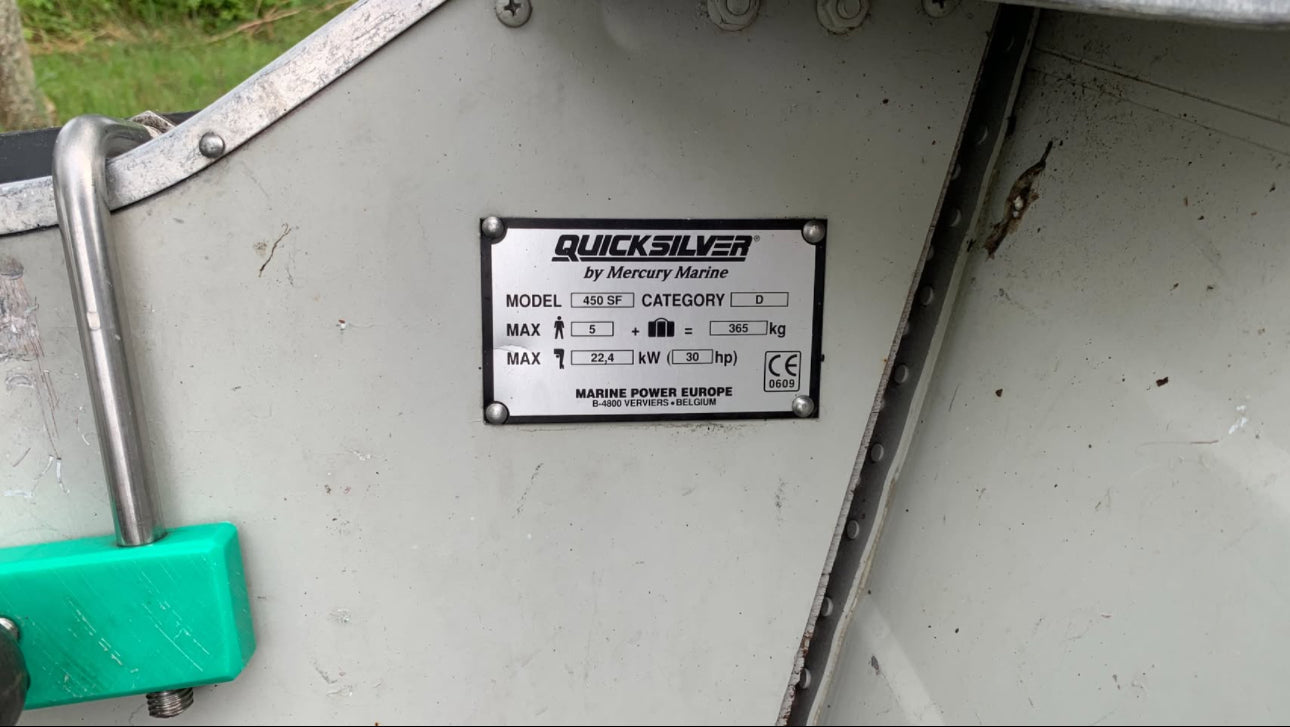 QUICKSILVER®
by Mercury Marine
MODEL 450 SF CATEGORY D
MAX 5 + = 365 kg
MAX 22,4 kW (30 hp)
CE
0609
MARINE POWER EUROPE
B-4800 VERVIERS • BELGIUM